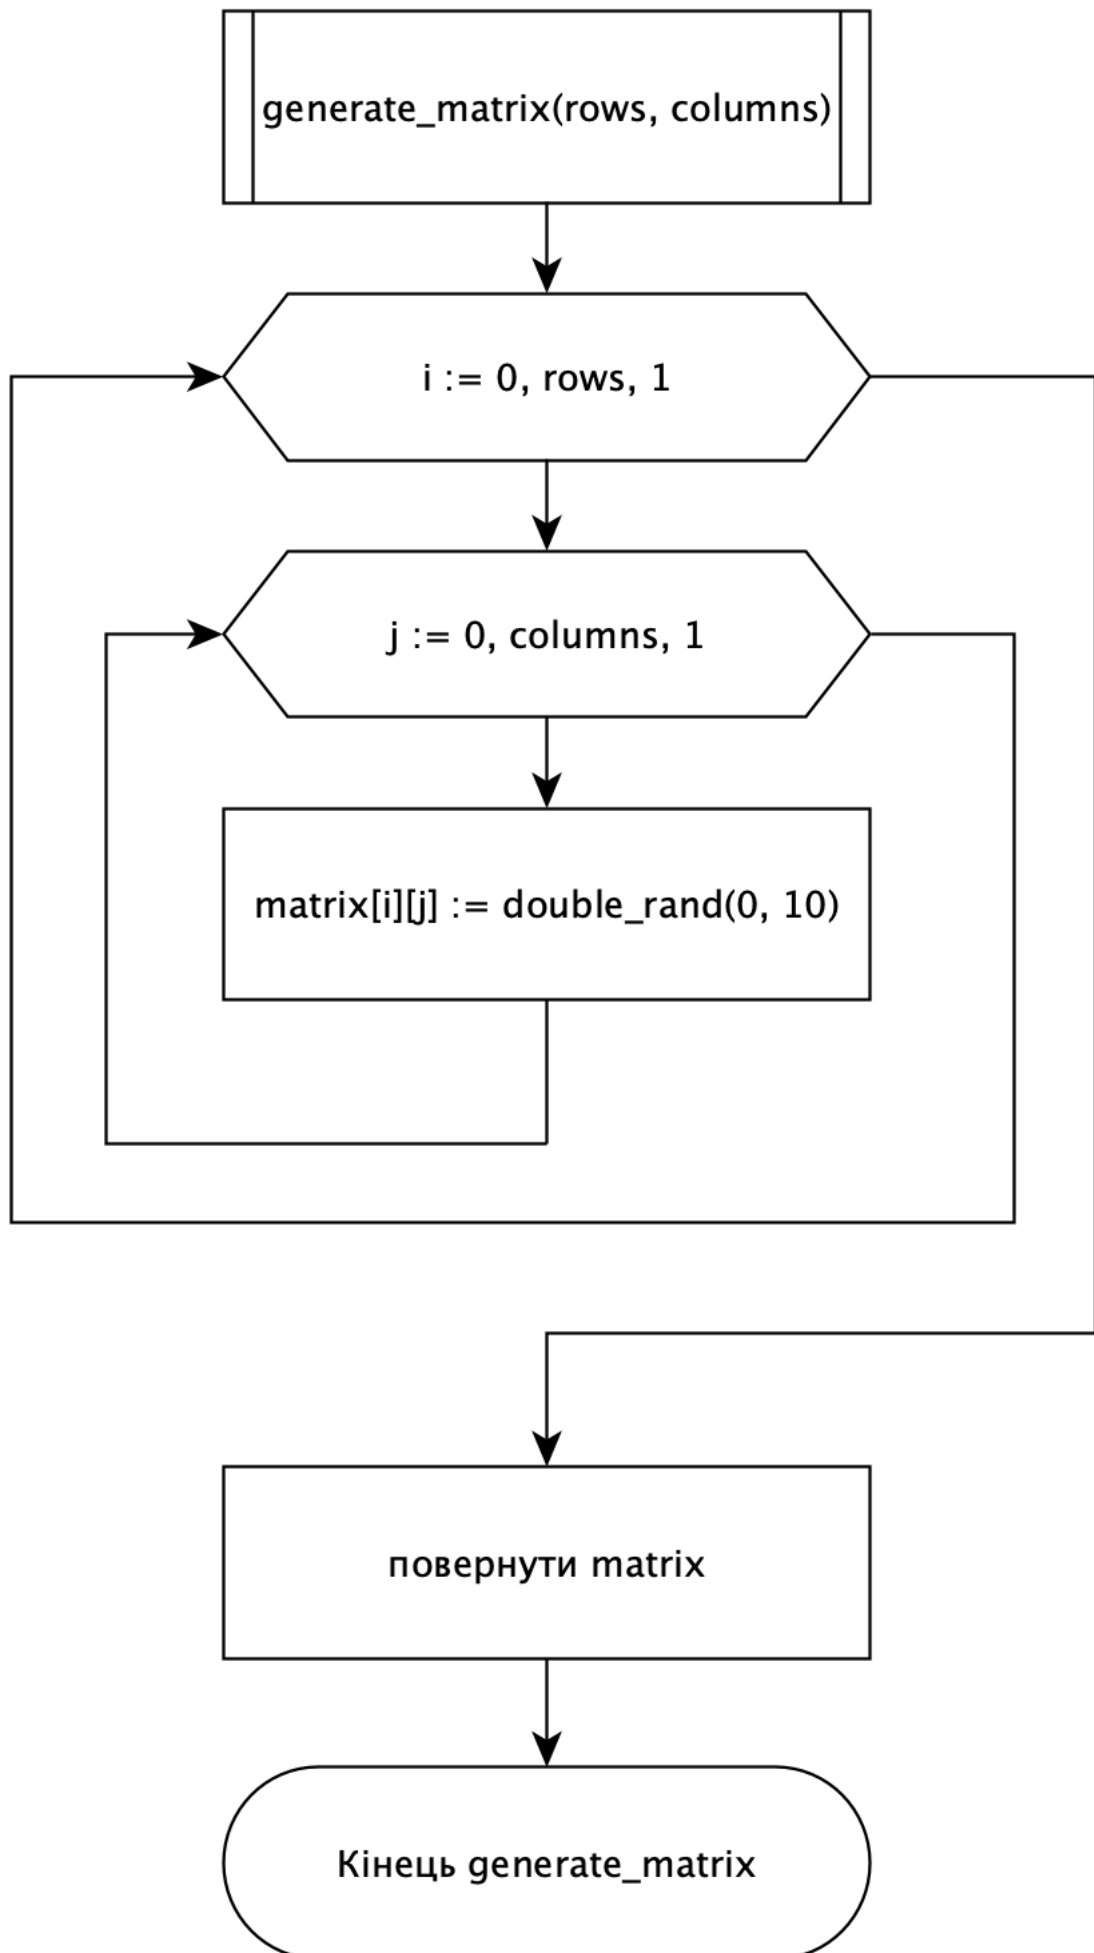 generate_matrix(rows, columns)
i := 0, rows, 1
j := 0, columns, 1
matrix[i][j] := double_rand(0, 10)
повернути matrix
Кінець generate_matrix